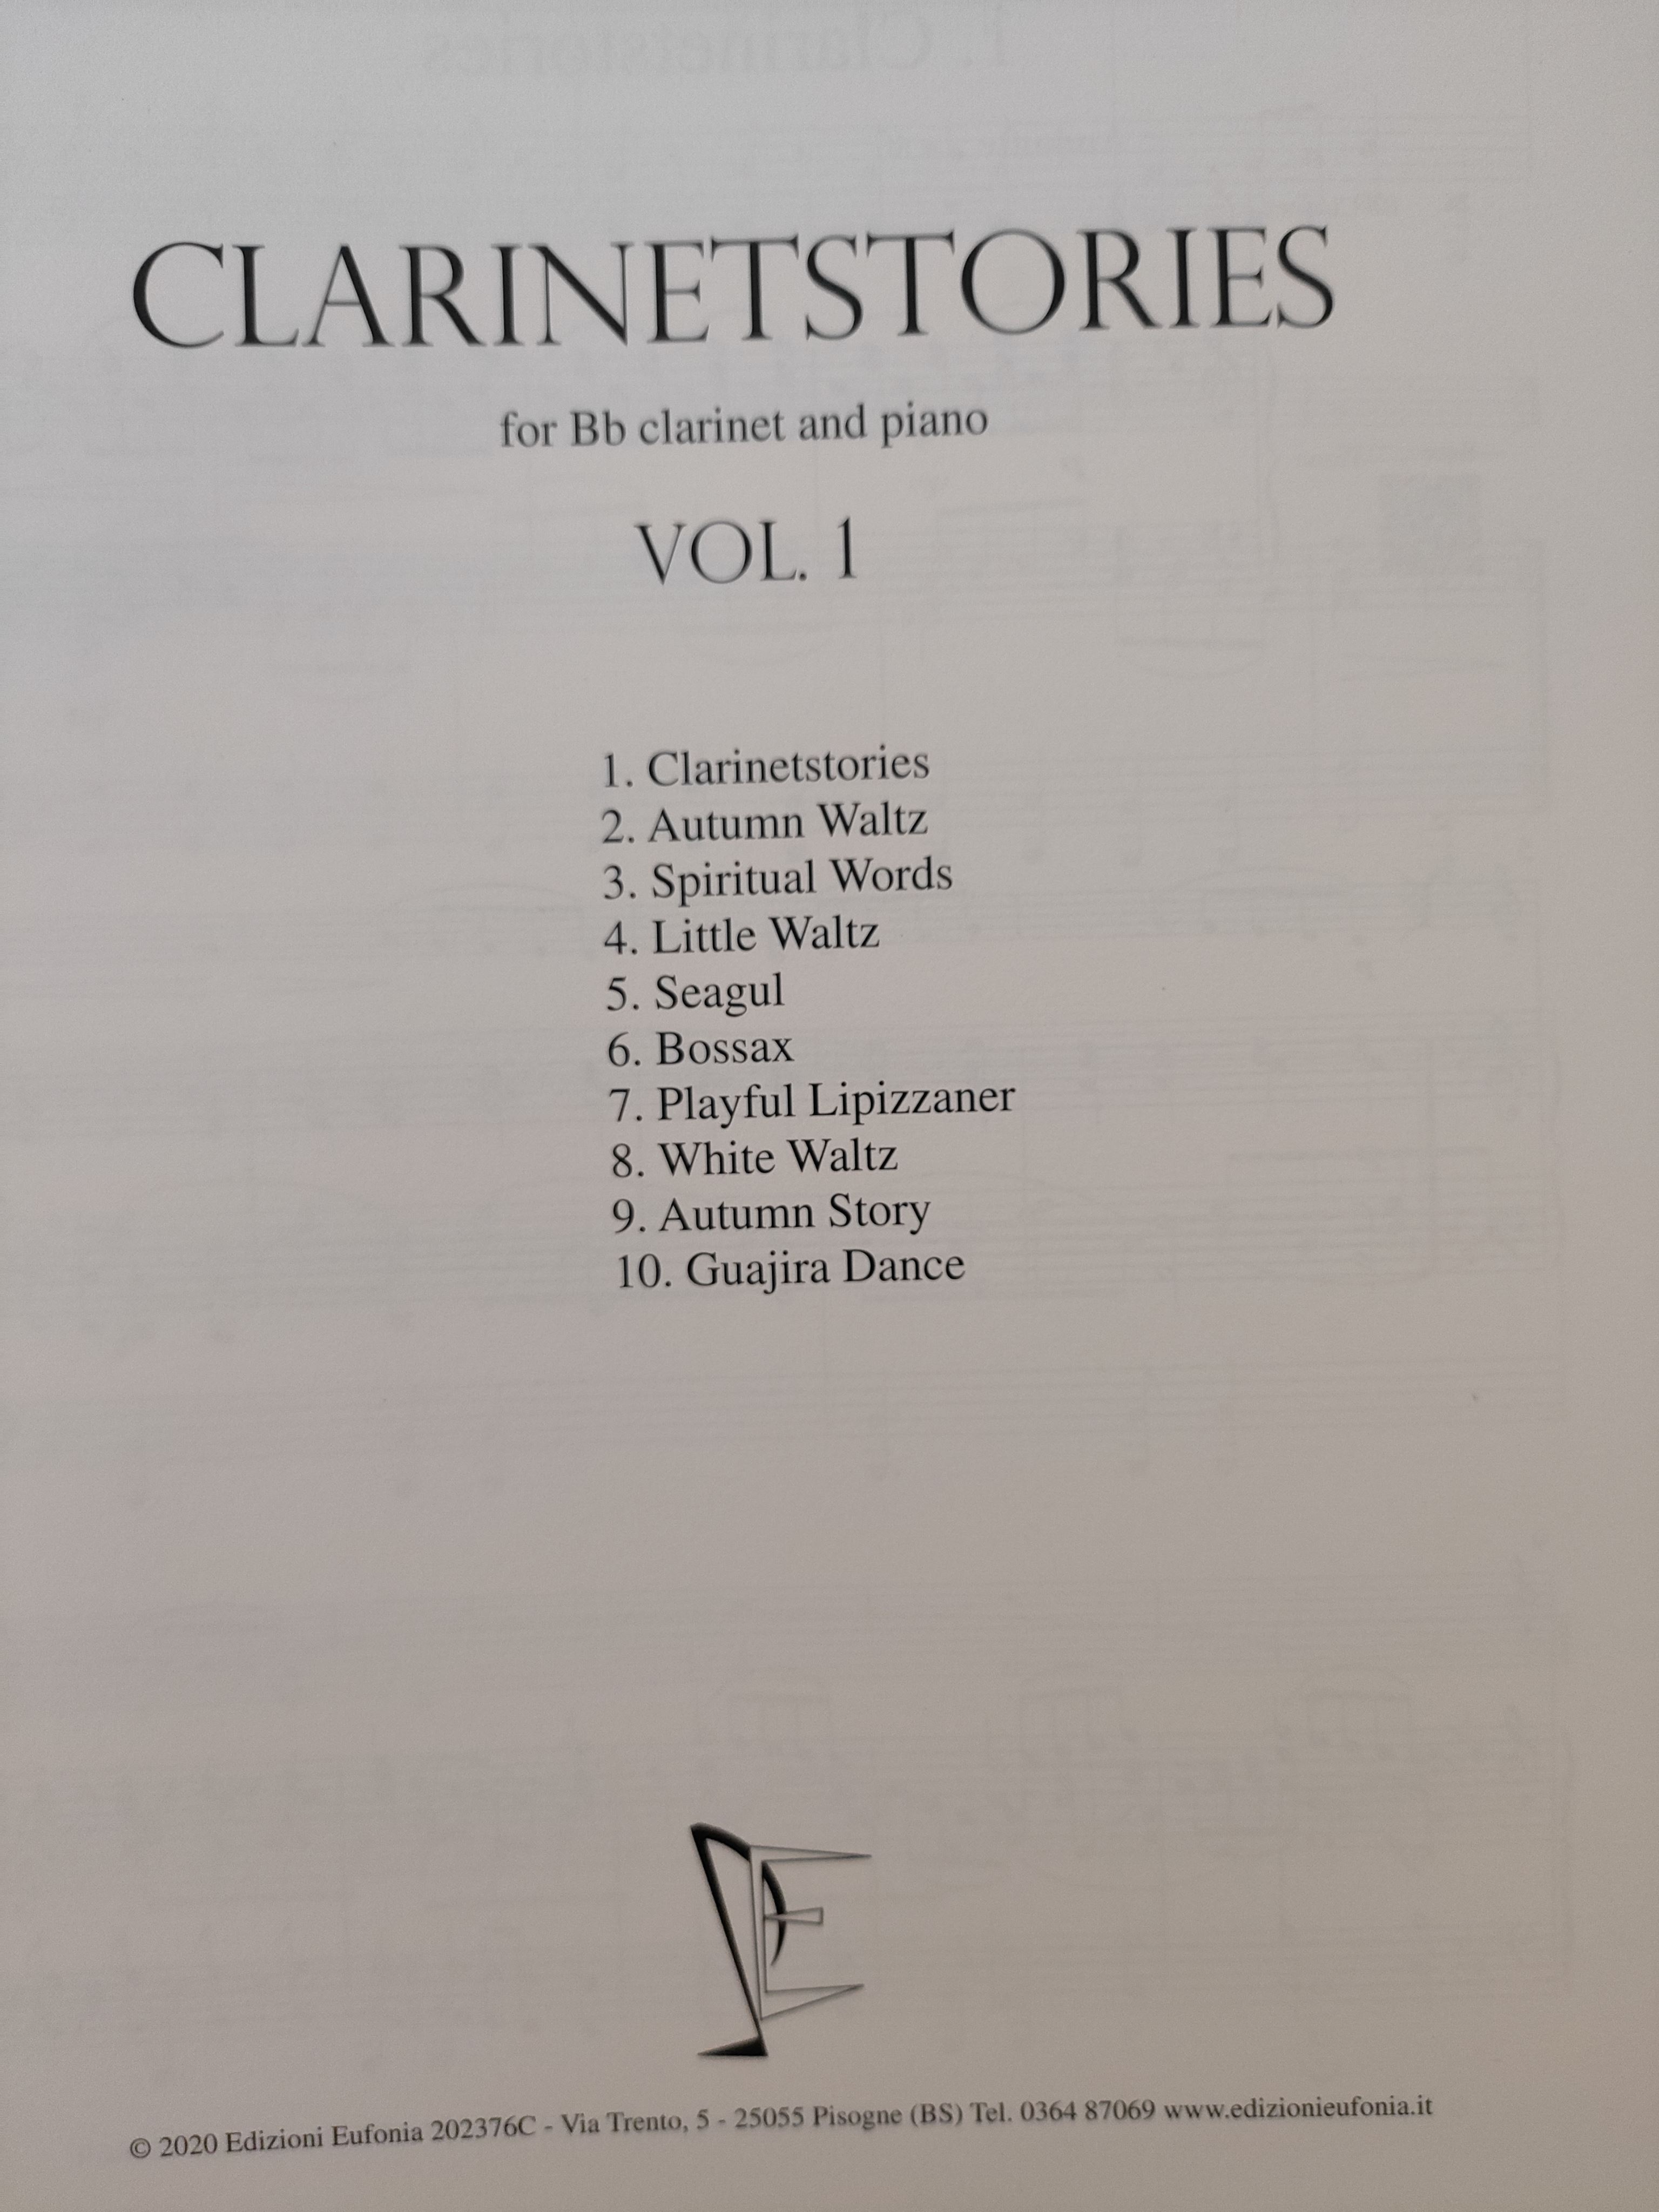 CLARINETSTORIES
for Bb clarinet and piano
VOL. 1
1. Clarinetstories
2. Autumn Waltz
3. Spiritual Words
4. Little Waltz
5. Seagul
6. Bossax
7. Playful Lipizzaner
8. White Waltz
9. Autumn Story
10. Guajira Dance
© 2020 Edizioni Eufonia 202376C - Via Trento, 5 - 25055 Pisogne (BS) Tel. 0364 87069 www.edizionieufonia.it